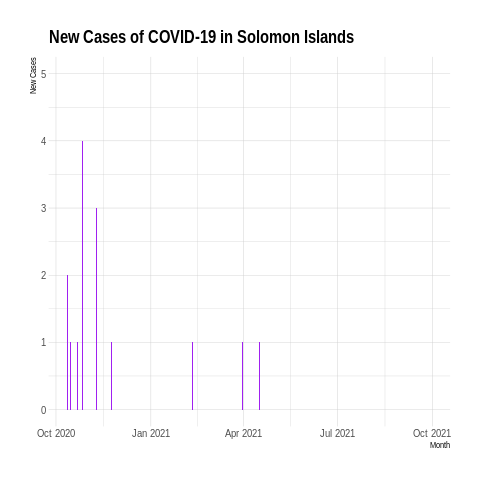 New Cases of COVID-19 in Solomon Islands
New Cases
5
4
3
2
1
0
Oct 2020 Jan 2021 Apr 2021 Jul 2021 Oct 2021
Month